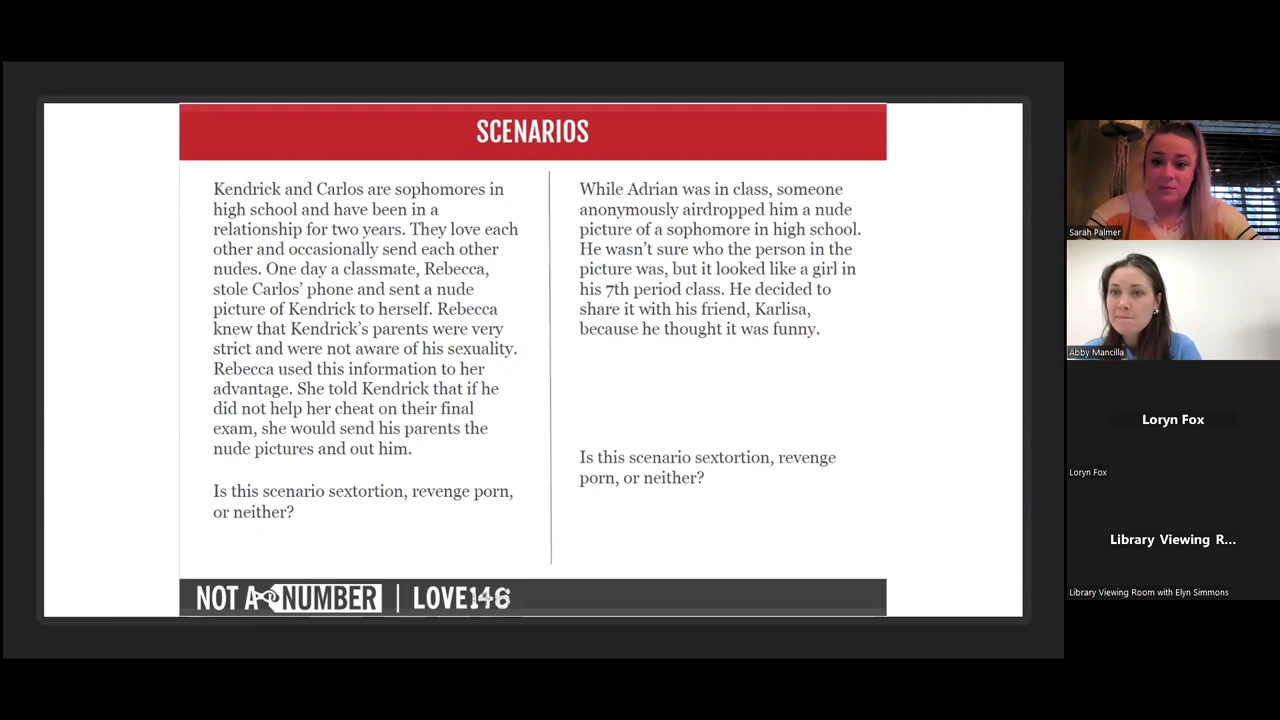 SCENARIOS
Kendrick and Carlos are sophomores in
high school and have been in a
relationship for two years. They love each
other and occasionally send each other
nudes. One day a classmate, Rebecca,
stole Carlos’ phone and sent a nude
picture of Kendrick to herself. Rebecca
knew that Kendrick’s parents were very
strict and were not aware of his sexuality.
Rebecca used this information to her
advantage. She told Kendrick that if he
did not help her cheat on their final
exam, she would send his parents the
nude pictures and out him.
Is this scenario sextortion, revenge porn,
or neither?
While Adrian was in class, someone
anonymously airdropped him a nude
picture of a sophomore in high school.
He wasn’t sure who the person in the
picture was, but it looked like a girl in
his 7th period class. He decided to
share it with his friend, Karlisa,
because he thought it was funny.
Is this scenario sextortion, revenge
porn, or neither?
NOT A NUMBER | LOVE146
Sarah Palmer
Abby Mancilla
Loryn Fox
Loryn Fox
Library Viewing R...
Library Viewing Room with Elyn Simmons